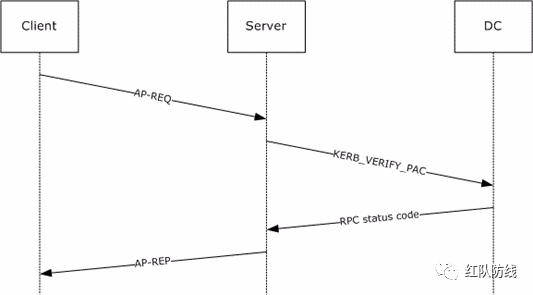 Client
Server
DC
AP-REQ
KERB_VERIFY_PAC
RPC status code
AP-REP
红队防线